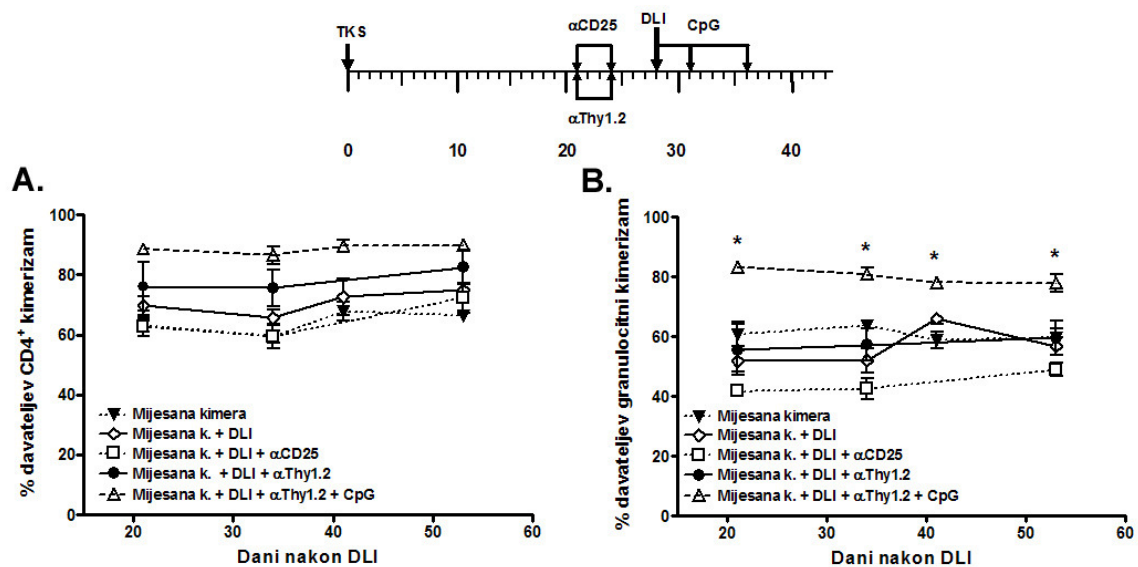 TKS
αCD25
DLI
CpG
αThy1.2
0 10 20 30 40
A.
% davateljev CD4⁺ kimerizam
100
80
60
40
20
0
Mijesana kimera
Mijesana k. + DLI
Mijesana k. + DLI + αCD25
Mijesana k. + DLI + αThy1.2
Mijesana k. + DLI + αThy1.2 + CpG
20 30 40 50 60
Dani nakon DLI
B.
% davateljev granulocitni kimerizam
100
80
60
40
20
0
* * * *
Mijesana kimera
Mijesana k. + DLI
Mijesana k. + DLI + αCD25
Mijesana k. + DLI + αThy1.2
Mijesana k. + DLI + αThy1.2 + CpG
20 30 40 50 60
Dani nakon DLI